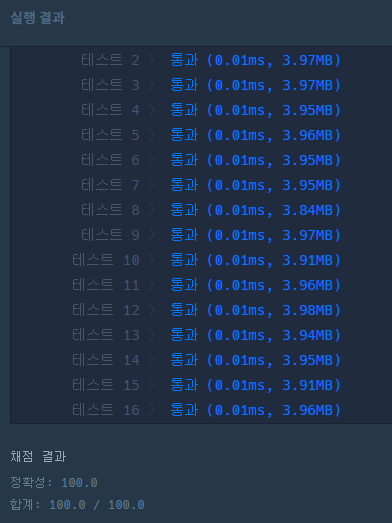 실행 결과
테스트 2 〉 통과 (0.01ms, 3.97MB)
테스트 3 〉 통과 (0.01ms, 3.97MB)
테스트 4 〉 통과 (0.01ms, 3.95MB)
테스트 5 〉 통과 (0.01ms, 3.96MB)
테스트 6 〉 통과 (0.01ms, 3.95MB)
테스트 7 〉 통과 (0.01ms, 3.95MB)
테스트 8 〉 통과 (0.01ms, 3.84MB)
테스트 9 〉 통과 (0.01ms, 3.97MB)
테스트 10 〉 통과 (0.01ms, 3.91MB)
테스트 11 〉 통과 (0.01ms, 3.96MB)
테스트 12 〉 통과 (0.01ms, 3.98MB)
테스트 13 〉 통과 (0.01ms, 3.94MB)
테스트 14 〉 통과 (0.01ms, 3.95MB)
테스트 15 〉 통과 (0.01ms, 3.91MB)
테스트 16 〉 통과 (0.01ms, 3.96MB)
채점 결과
정확성: 100.0
합계: 100.0 / 100.0